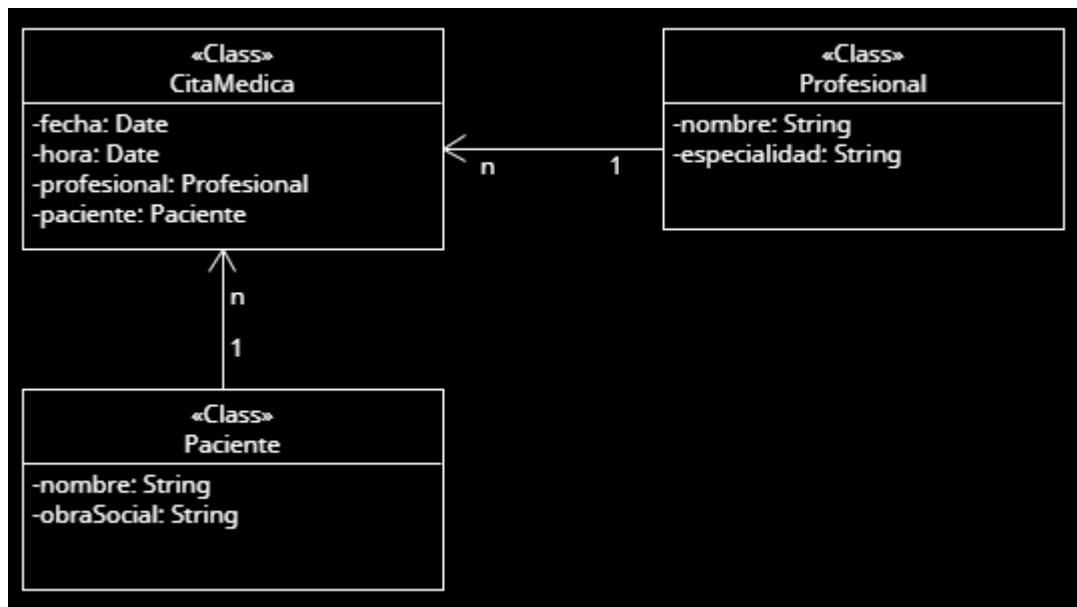 «Class»
CitaMedica
-fecha: Date
-hora: Date
-profesional: Profesional
-paciente: Paciente
«Class»
Profesional
-nombre: String
-especialidad: String
n
1
n
1
«Class»
Paciente
-nombre: String
-obraSocial: String